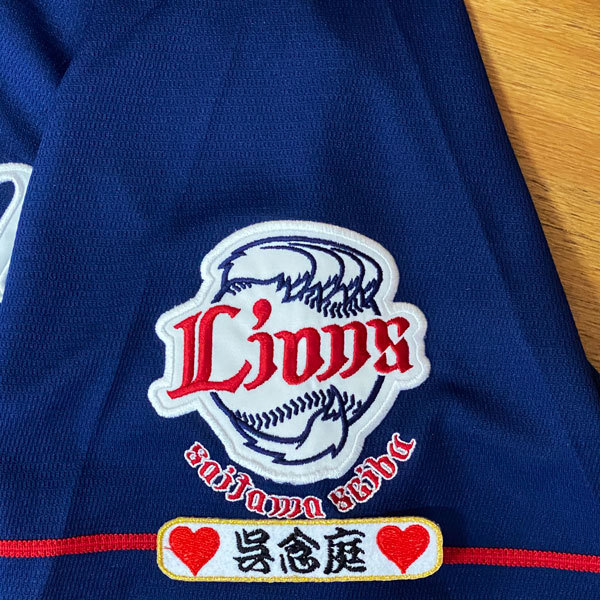 Lions
saitama seibu
呉念庭